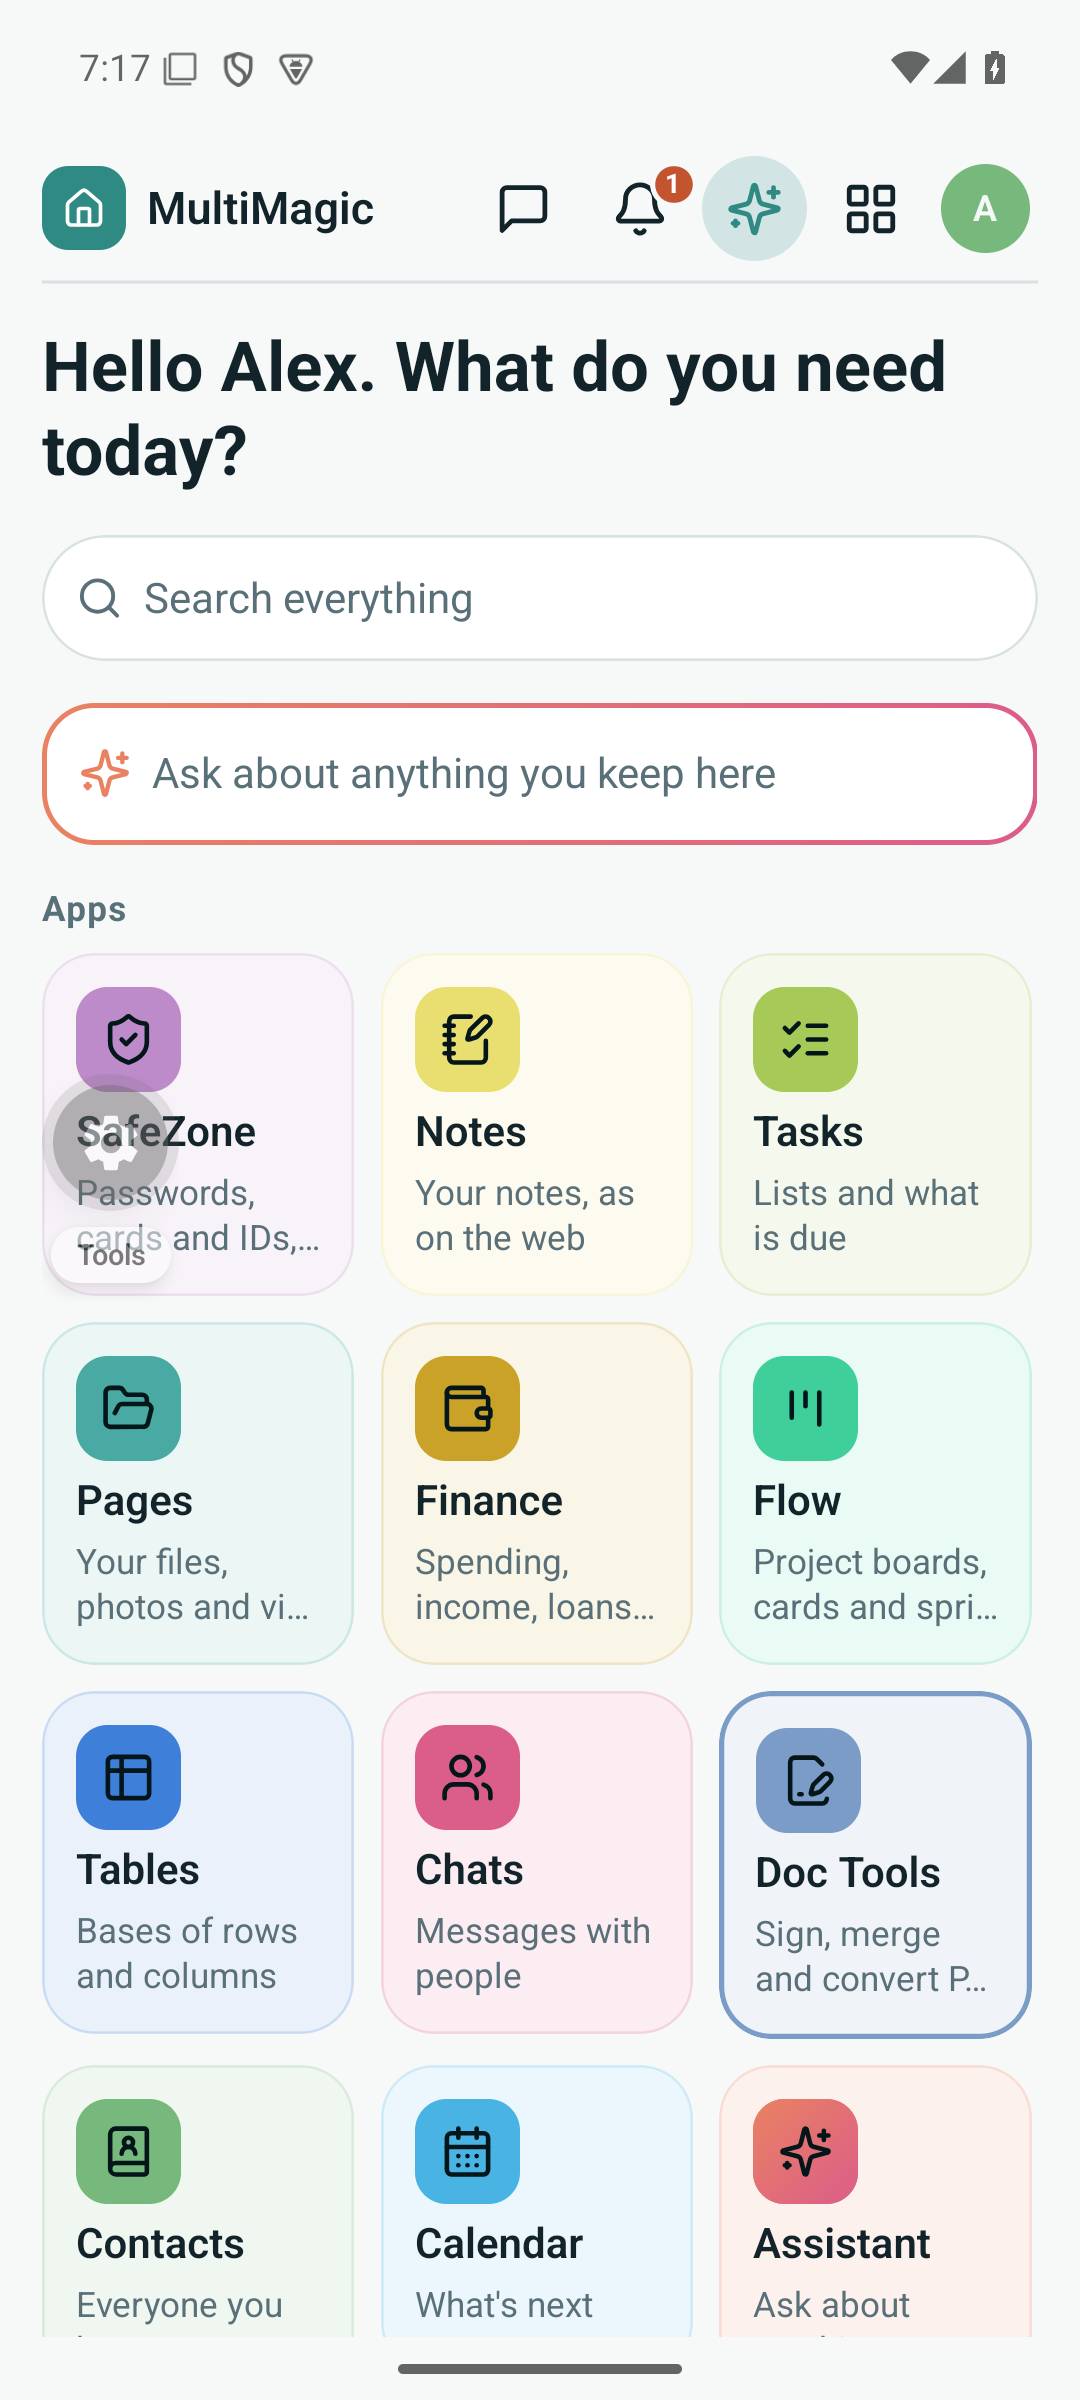 7:17
MultiMagic
1
A
Hello Alex. What do you need
today?
Search everything
Ask about anything you keep here
Apps
SafeZone
Passwords,
cards and IDs,...
Tools
Notes
Your notes, as
on the web
Tasks
Lists and what
is due
Pages
Your files,
photos and vi...
Finance
Spending,
income, loans...
Flow
Project boards,
cards and spri...
Tables
Bases of rows
and columns
Chats
Messages with
people
Doc Tools
Sign, merge
and convert P...
Contacts
Everyone you
Calendar
What's next
Assistant
Ask about